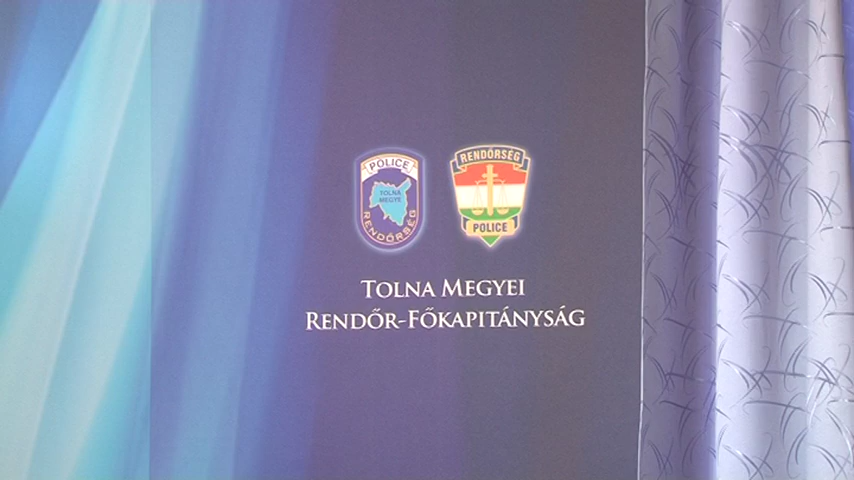 POLICE
TOLNA
MEGYE
RENDŐRSÉG
RENDŐRSÉG
POLICE
TOLNA MEGYEI
RENDŐR-FŐKAPITÁNYSÁG